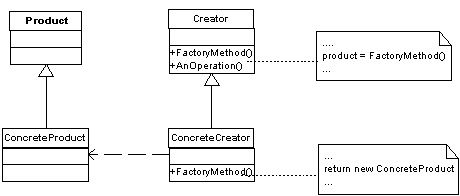 Product
Creator
+FactoryMethod()
+AnOperation()
....
product = FactoryMethod()
...
ConcreteProduct
ConcreteCreator
+FactoryMethod()
...
return new ConcreteProduct
...